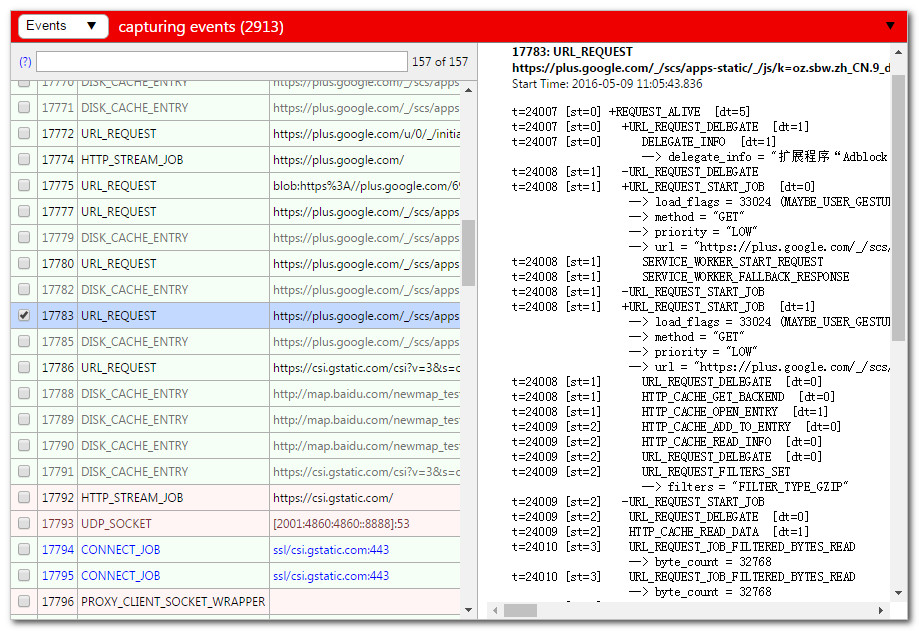 Events ▼ capturing events (2913) ▼
(?) 157 of 157
17770 DISK_CACHE_ENTRY https://plus.google.com/_/scs/apps
17771 DISK_CACHE_ENTRY https://plus.google.com/_/scs/apps
17772 URL_REQUEST https://plus.google.com/u/0/_/initia
17774 HTTP_STREAM_JOB https://plus.google.com/
17775 URL_REQUEST blob:https%3A//plus.google.com/69
17777 URL_REQUEST https://plus.google.com/_/scs/apps
17779 DISK_CACHE_ENTRY https://plus.google.com/_/scs/apps
17780 URL_REQUEST https://plus.google.com/_/scs/apps
17782 DISK_CACHE_ENTRY https://plus.google.com/_/scs/apps
17783 URL_REQUEST https://plus.google.com/_/scs/apps
17785 DISK_CACHE_ENTRY https://plus.google.com/_/scs/apps
17786 URL_REQUEST https://csi.gstatic.com/csi?v=3&s=c
17788 DISK_CACHE_ENTRY http://map.baidu.com/newmap_tes
17789 DISK_CACHE_ENTRY http://map.baidu.com/newmap_tes
17790 DISK_CACHE_ENTRY http://map.baidu.com/newmap_tes
17791 DISK_CACHE_ENTRY https://csi.gstatic.com/csi?v=3&s=c
17792 HTTP_STREAM_JOB https://csi.gstatic.com/
17793 UDP_SOCKET [2001:4860:4860::8888]:53
17794 CONNECT_JOB ssl/csi.gstatic.com:443
17795 CONNECT_JOB ssl/csi.gstatic.com:443
17796 PROXY_CLIENT_SOCKET_WRAPPER
17783: URL_REQUEST
https://plus.google.com/_/scs/apps-static/_/js/k=oz.sbw.zh_CN.9_d
Start Time: 2016-05-09 11:05:43.836
t=24007 [st=0] +REQUEST_ALIVE [dt=5]
t=24007 [st=0] +URL_REQUEST_DELEGATE [dt=1]
t=24007 [st=0] DELEGATE_INFO [dt=1]
--> delegate_info = "扩展程序“Adblock
t=24008 [st=1] -URL_REQUEST_DELEGATE
t=24008 [st=1] +URL_REQUEST_START_JOB [dt=0]
--> load_flags = 33024 (MAYBE_USER_GESTU
--> method = "GET"
--> priority = "LOW"
--> url = "https://plus.google.com/_/scs/
t=24008 [st=1] SERVICE_WORKER_START_REQUEST
t=24008 [st=1] SERVICE_WORKER_FALLBACK_RESPONSE
t=24008 [st=1] -URL_REQUEST_START_JOB
t=24008 [st=1] +URL_REQUEST_START_JOB [dt=1]
--> load_flags = 33024 (MAYBE_USER_GESTU
--> method = "GET"
--> priority = "LOW"
--> url = "https://plus.google.com/_/scs/
t=24008 [st=1] URL_REQUEST_DELEGATE [dt=0]
t=24008 [st=1] HTTP_CACHE_GET_BACKEND [dt=0]
t=24008 [st=1] HTTP_CACHE_OPEN_ENTRY [dt=1]
t=24009 [st=2] HTTP_CACHE_ADD_TO_ENTRY [dt=0]
t=24009 [st=2] HTTP_CACHE_READ_INFO [dt=0]
t=24009 [st=2] URL_REQUEST_DELEGATE [dt=0]
t=24009 [st=2] URL_REQUEST_FILTERS_SET
--> filters = "FILTER_TYPE_GZIP"
t=24009 [st=2] -URL_REQUEST_START_JOB
t=24009 [st=2] URL_REQUEST_DELEGATE [dt=0]
t=24009 [st=2] HTTP_CACHE_READ_DATA [dt=1]
t=24010 [st=3] URL_REQUEST_JOB_FILTERED_BYTES_READ
--> byte_count = 32768
t=24010 [st=3] URL_REQUEST_JOB_FILTERED_BYTES_READ
--> byte_count = 32768